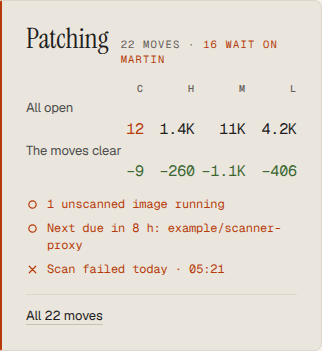 Patching 22 MOVES · 16 WAIT ON
MARTIN
C H M L
All open
12 1.4K 11K 4.2K
The moves clear
−9 −260 −1.1K −406
1 unscanned image running
Next due in 8 h: example/scanner-
proxy
Scan failed today · 05:21
All 22 moves